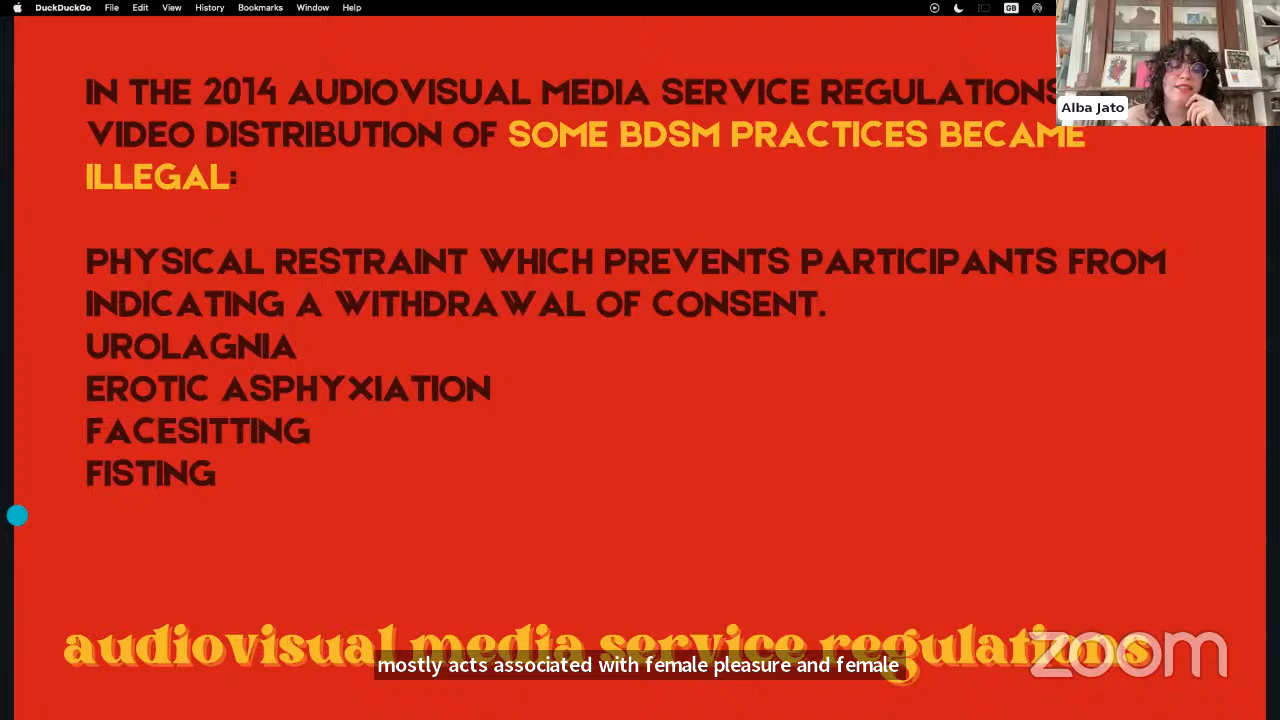 DuckDuckGo File Edit View History Bookmarks Window Help GB
IN THE 2014 AUDIOVISUAL MEDIA SERVICE REGULATIONS
VIDEO DISTRIBUTION OF SOME BDSM PRACTICES BECAME
ILLEGAL:
Alba Jato
PHYSICAL RESTRAINT WHICH PREVENTS PARTICIPANTS FROM
INDICATING A WITHDRAWAL OF CONSENT.
UROLAGNIA
EROTIC ASPHYXIATION
FACESITTING
FISTING
audiovisual media service regulations
zoom
mostly acts associated with female pleasure and female